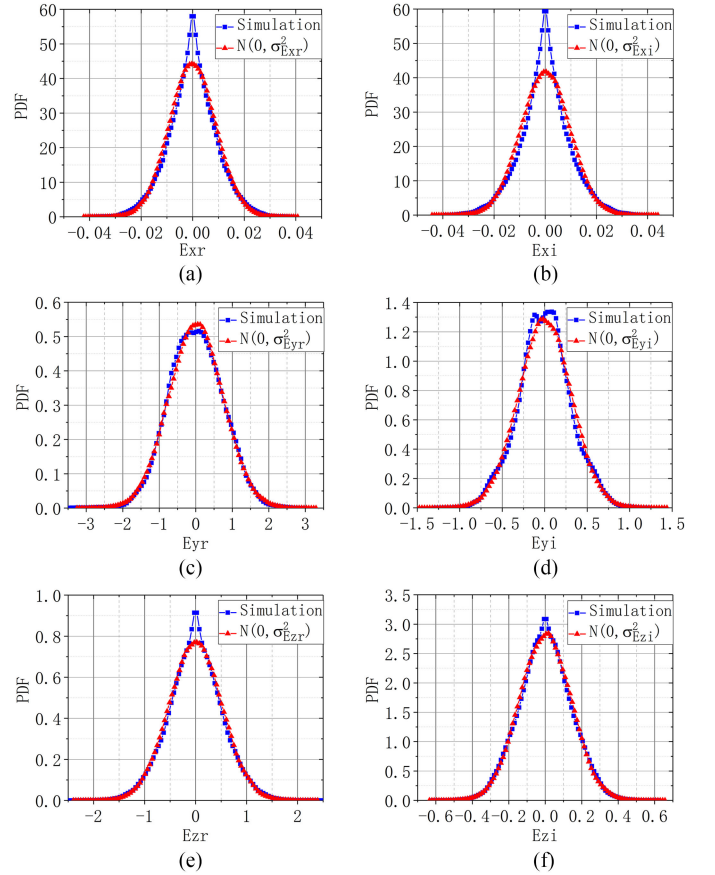 60
50
40
30
20
10
0
PDF
-0.04 -0.02 0.00 0.02 0.04
Exr
Simulation
N(0, σ²Exr)
(a)
60
50
40
30
20
10
0
PDF
-0.04 -0.02 0.00 0.02 0.04
Exi
Simulation
N(0, σ²Exi)
(b)
0.6
0.5
0.4
0.3
0.2
0.1
0.0
PDF
-3 -2 -1 0 1 2 3
Eyr
Simulation
N(0, σ²Eyr)
(c)
1.4
1.2
1.0
0.8
0.6
0.4
0.2
0.0
PDF
-1.5 -1.0 -0.5 0.0 0.5 1.0 1.5
Eyi
Simulation
N(0, σ²Eyi)
(d)
1.0
0.8
0.6
0.4
0.2
0.0
PDF
-2 -1 0 1 2
Ezr
Simulation
N(0, σ²Ezr)
(e)
3.5
3.0
2.5
2.0
1.5
1.0
0.5
0.0
PDF
-0.6 -0.4 -0.2 0.0 0.2 0.4 0.6
Ezi
Simulation
N(0, σ²Ezi)
(f)